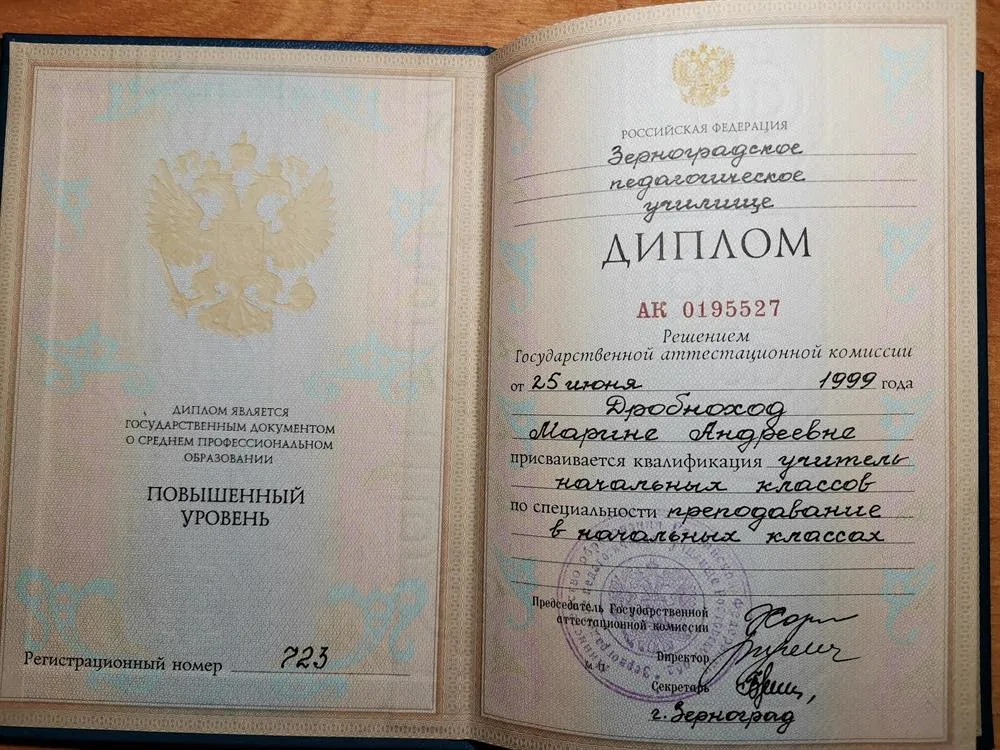 ДИПЛОМ ЯВЛЯЕТСЯ
ГОСУДАРСТВЕННЫМ ДОКУМЕНТОМ
О СРЕДНЕМ ПРОФЕССИОНАЛЬНОМ
ОБРАЗОВАНИИ
ПОВЫШЕННЫЙ
УРОВЕНЬ
Регистрационный номер 723
РОССИЙСКАЯ ФЕДЕРАЦИЯ
Зерноградское
педагогическое
училище
ДИПЛОМ
АК 0195527
Решением
Государственной аттестационной комиссии
от 25 июня 1999 года
Дробноход
Марине Андреевне
присваивается квалификация учитель
начальных классов
по специальности преподавание
в начальных классах
Председатель Государственной
аттестационной комиссии
Директор
М.П.
Секретарь
г. Зерноград